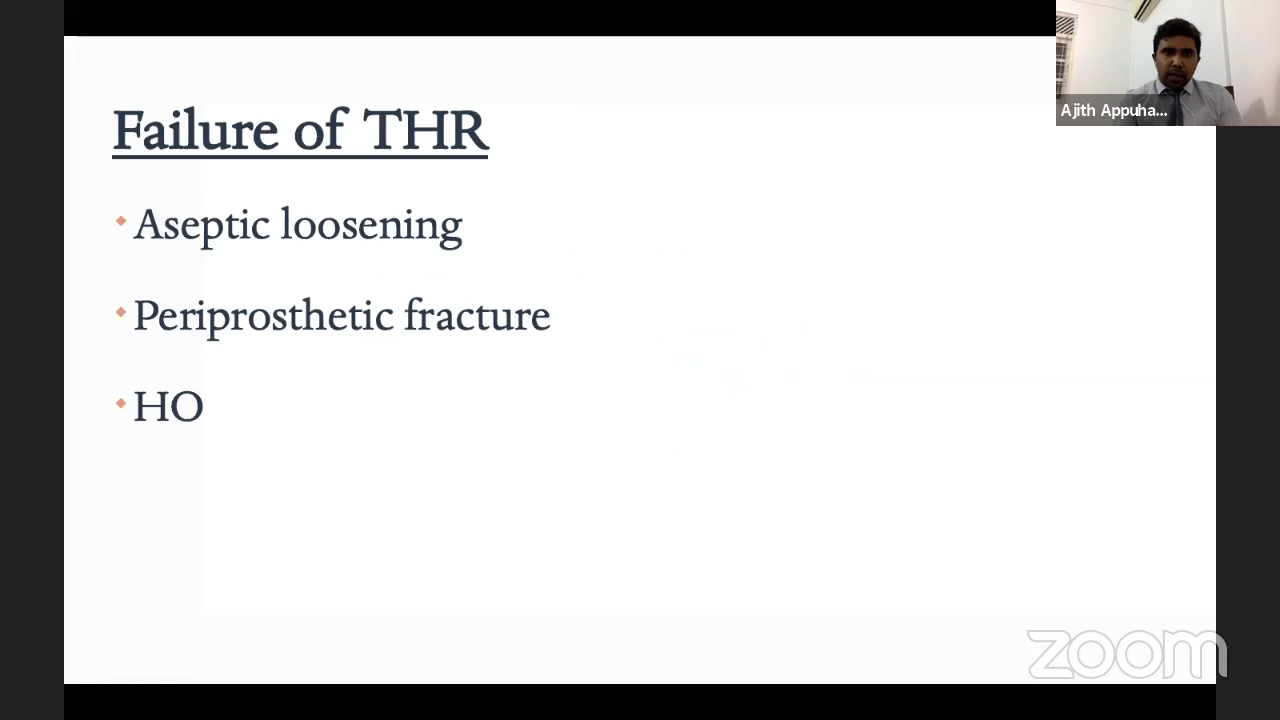 Failure of THR
Aseptic loosening
Periprosthetic fracture
HO
Ajith Appuha...
zoom